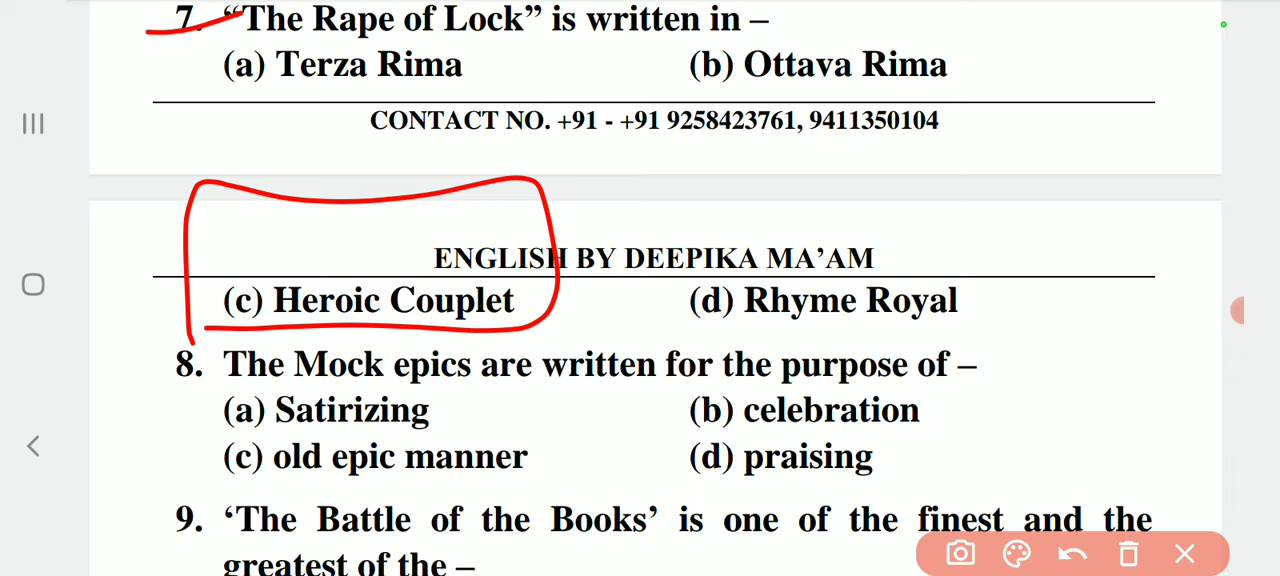 7. “The Rape of Lock” is written in –
(a) Terza Rima (b) Ottava Rima
CONTACT NO. +91 - +91 9258423761, 9411350104
ENGLISH BY DEEPIKA MA’AM
(c) Heroic Couplet (d) Rhyme Royal
8. The Mock epics are written for the purpose of –
(a) Satirizing (b) celebration
(c) old epic manner (d) praising
9. ‘The Battle of the Books’ is one of the finest and the
greatest of the –